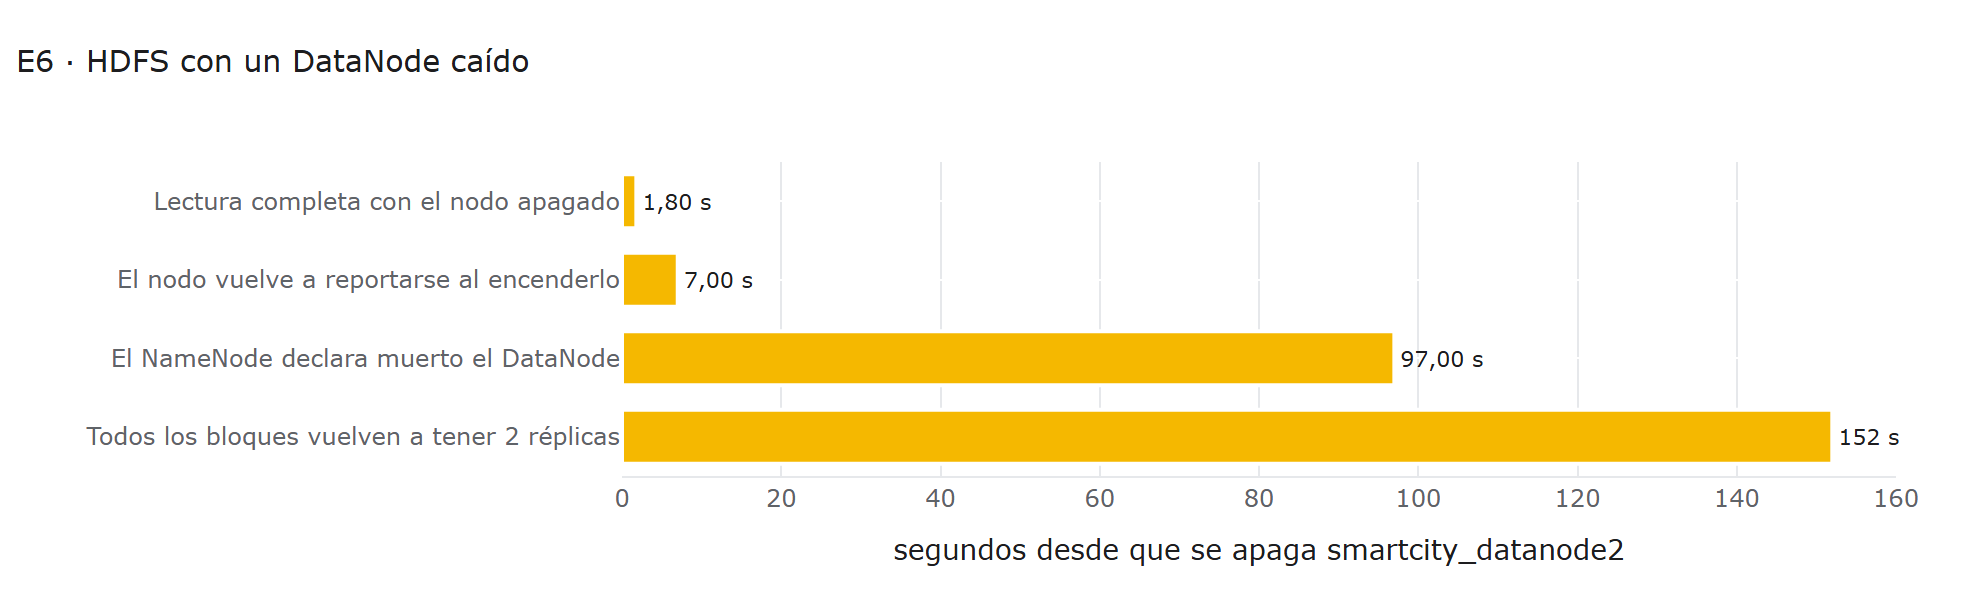 E6 · HDFS con un DataNode caído
Lectura completa con el nodo apagado 1,80 s
El nodo vuelve a reportarse al encenderlo 7,00 s
El NameNode declara muerto el DataNode 97,00 s
Todos los bloques vuelven a tener 2 réplicas 152 s
0 20 40 60 80 100 120 140 160
segundos desde que se apaga smartcity_datanode2